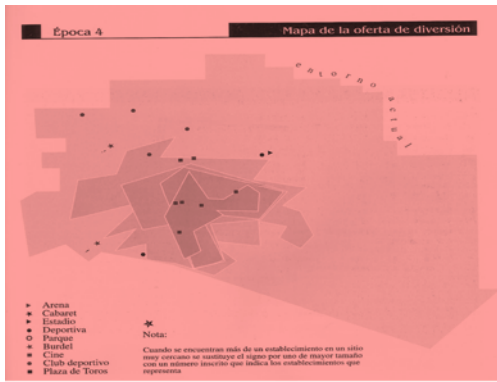 Época 4
Mapa de la oferta de diversión
entorno actual
Arena
Cabaret
Estadio
Deportiva
Parque
Burdel
Cine
Club deportivo
Plaza de Toros
Nota:
Cuando se encuentran más de un establecimiento en un sitio
muy cercano se sustituye el signo por uno de mayor tamaño
con un número inscrito que indica los establecimientos que
representa